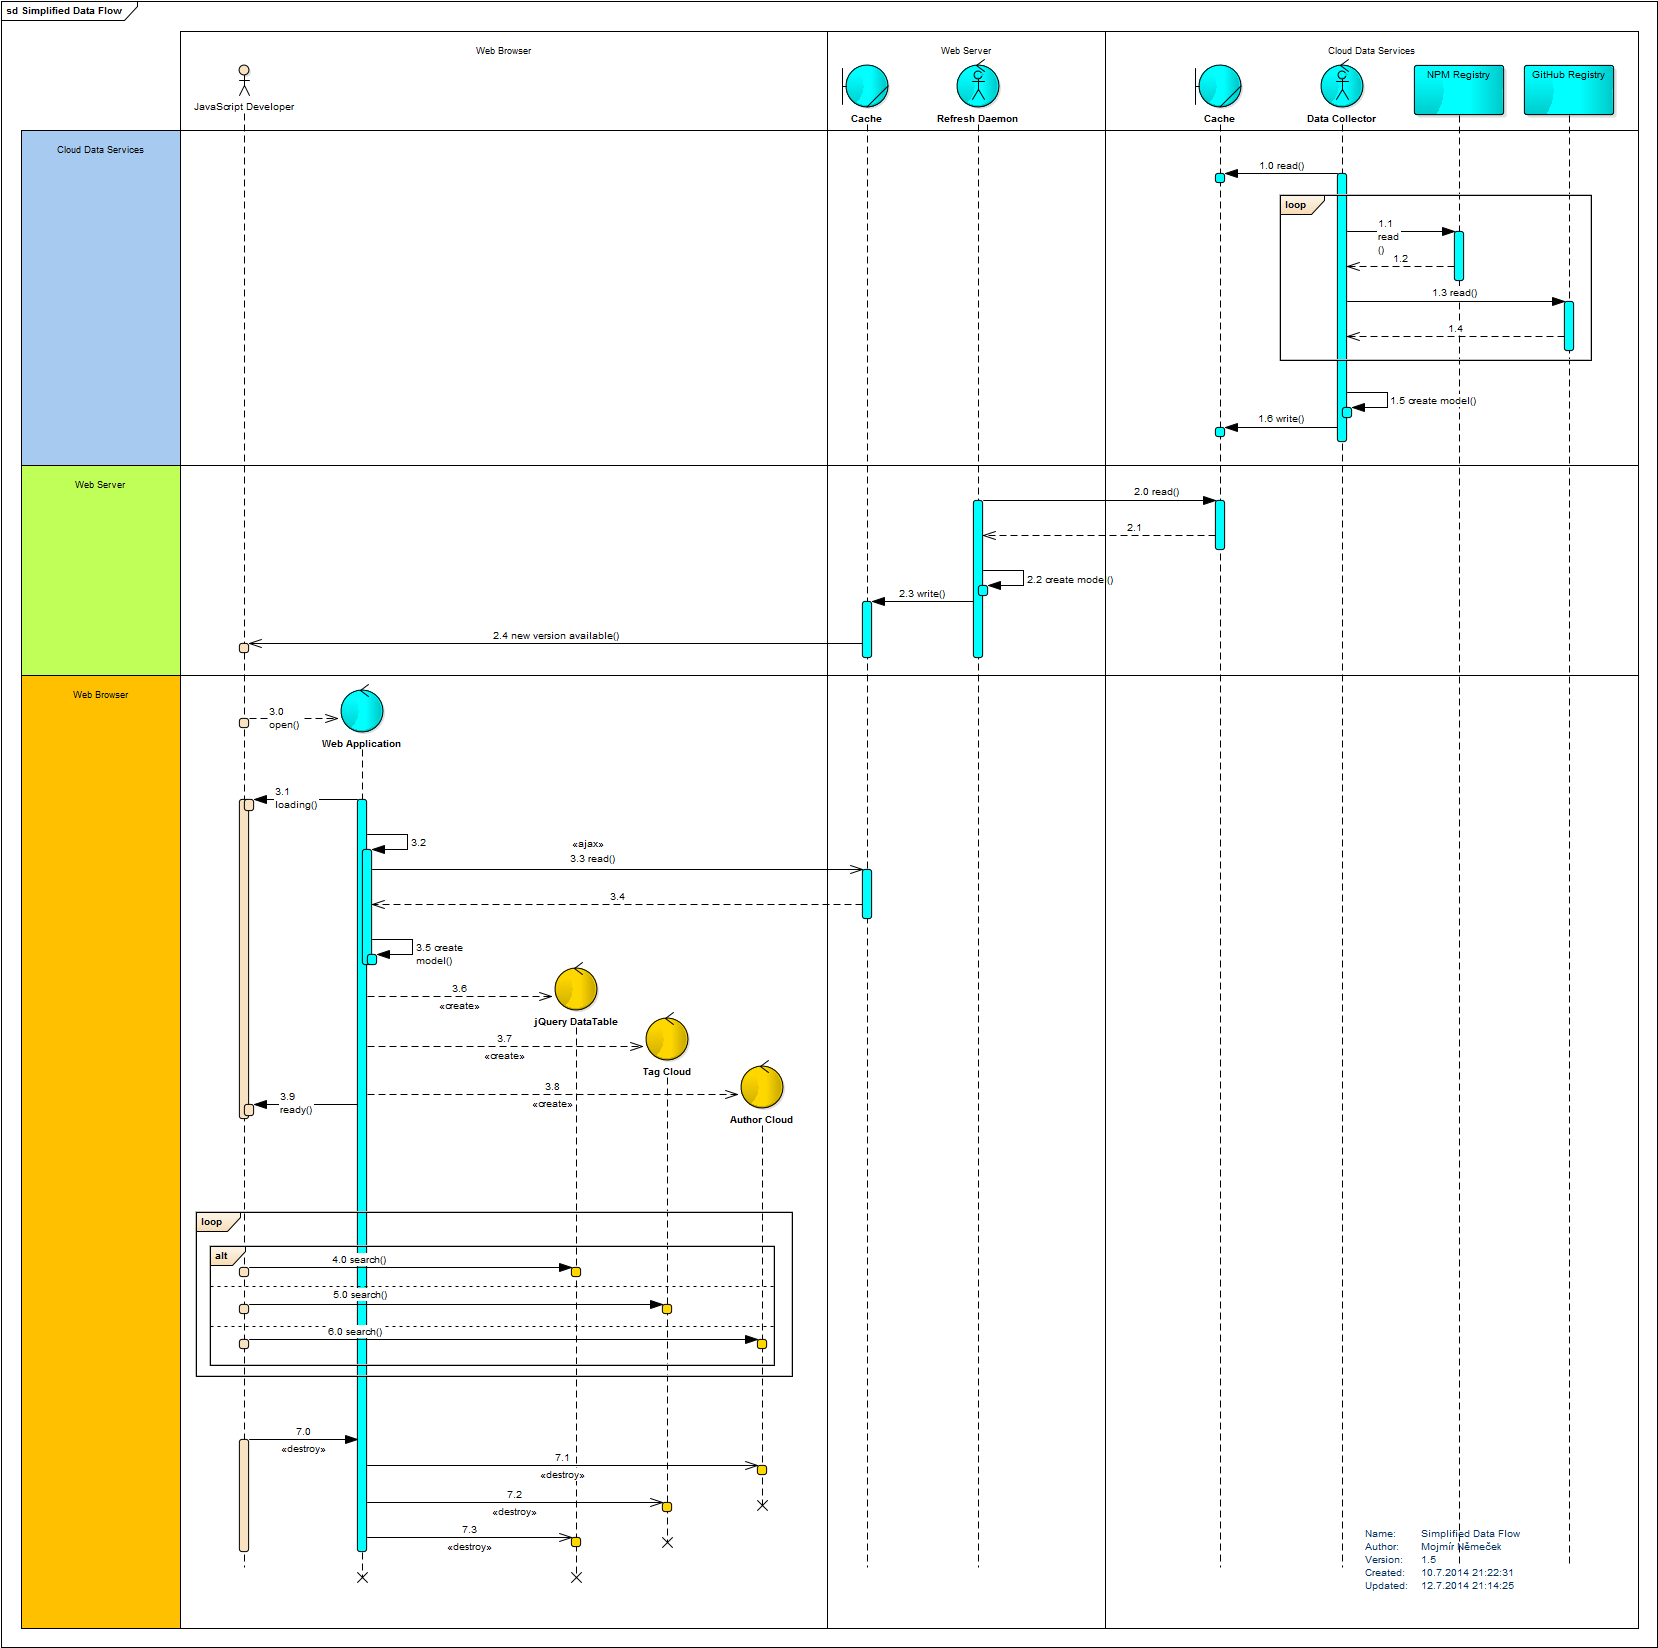 sd Simplified Data Flow
Web Browser
Web Server
Cloud Data Services
JavaScript Developer
Cache
Refresh Daemon
Cache
Data Collector
NPM Registry
GitHub Registry
Cloud Data Services
1.0 read()
loop
1.1
read
()
1.2
1.3 read()
1.4
1.5 create model()
1.6 write()
Web Server
2.0 read()
2.1
2.2 create model()
2.3 write()
2.4 new version available()
Web Browser
3.0
open()
Web Application
3.1
loading()
3.2
«ajax»
3.3 read()
3.4
3.5 create
model()
3.6
«create»
jQuery DataTable
3.7
«create»
Tag Cloud
3.8
«create»
Author Cloud
3.9
ready()
loop
alt
4.0 search()
5.0 search()
6.0 search()
7.0
«destroy»
7.1
«destroy»
7.2
«destroy»
7.3
«destroy»
Name: Simplified Data Flow
Author: Mojmír Němeček
Version: 1.5
Created: 10.7.2014 21:22:31
Updated: 12.7.2014 21:14:25